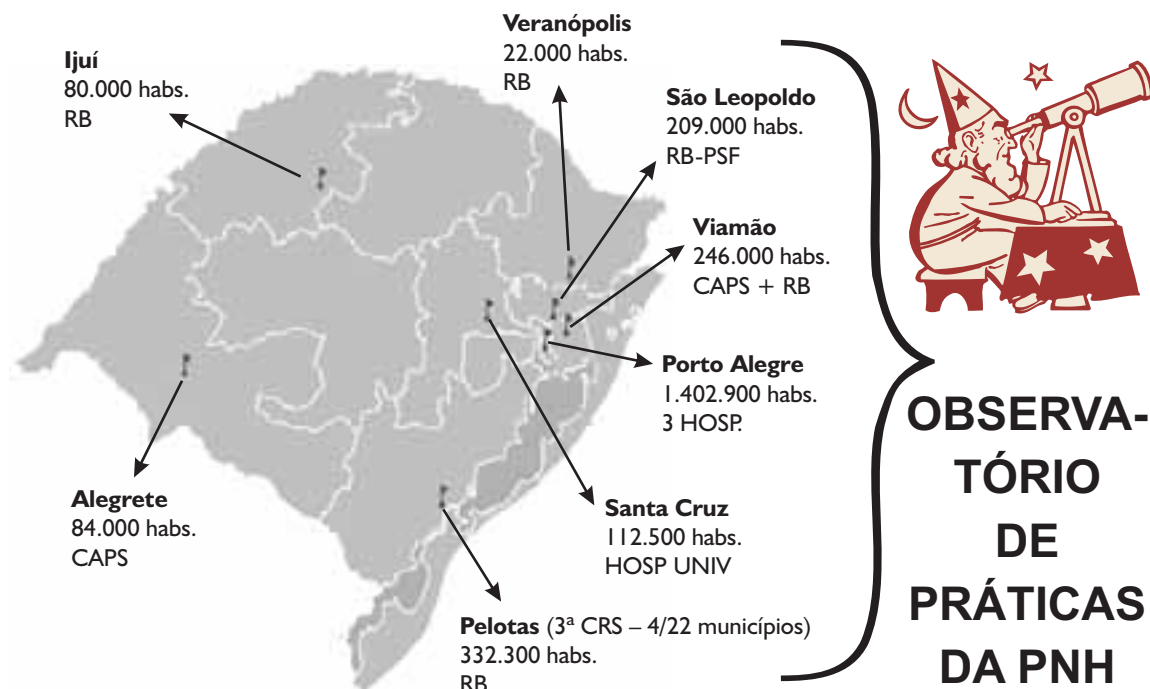 Ijuí
80.000 habs.
RB
Veranópolis
22.000 habs.
RB
São Leopoldo
209.000 habs.
RB-PSF
Viamão
246.000 habs.
CAPS + RB
Porto Alegre
1.402.900 habs.
3 HOSP.
Alegrete
84.000 habs.
CAPS
Santa Cruz
112.500 habs.
HOSP UNIV
Pelotas (3ª CRS – 4/22 municípios)
332.300 habs.
RB
OBSERVA-
TÓRIO
DE
PRÁTICAS
DA PNH